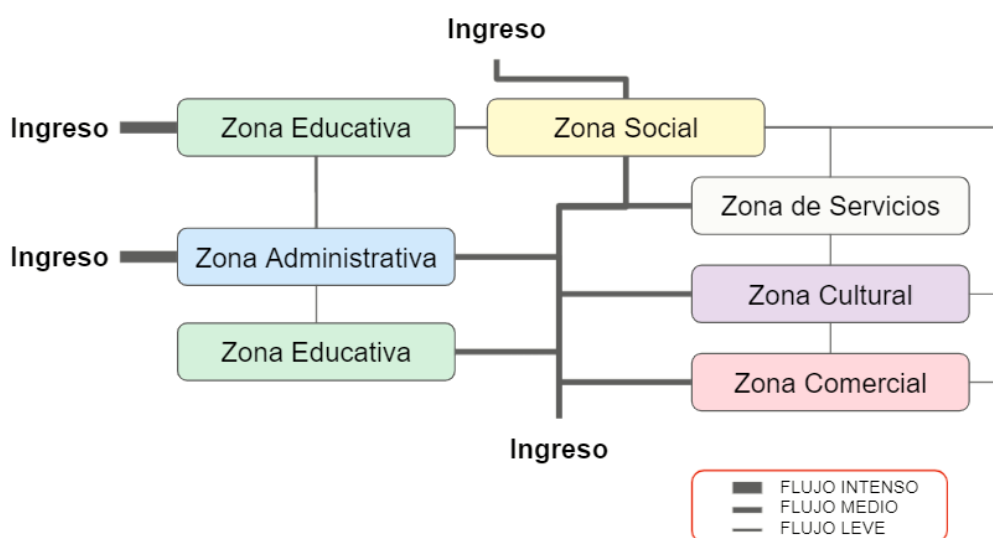 Ingreso
Ingreso
Zona Educativa
Zona Social
Zona de Servicios
Ingreso
Zona Administrativa
Zona Cultural
Zona Educativa
Zona Comercial
Ingreso
FLUJO INTENSO
FLUJO MEDIO
FLUJO LEVE